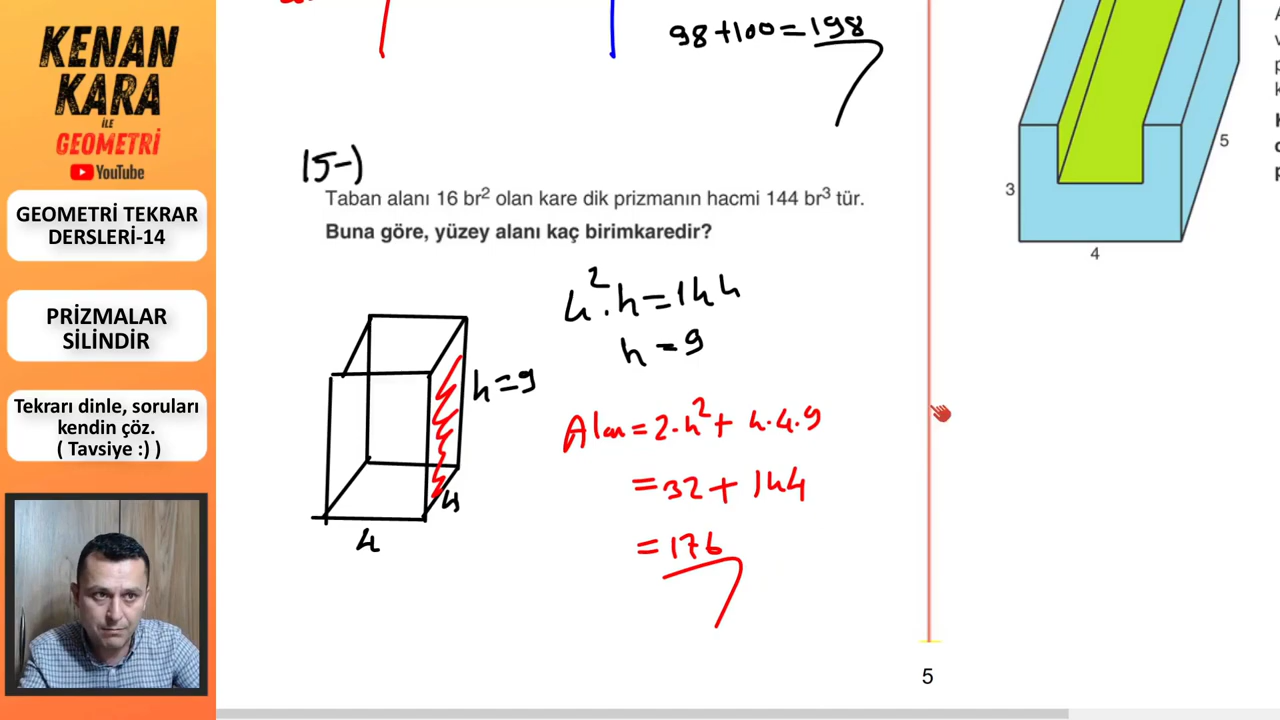 KENAN
KARA
İLE
GEOMETRİ
YouTube
GEOMETRİ TEKRAR
DERSLERİ-14
PRİZMALAR
SİLİNDİR
Tekrarı dinle, soruları
kendin çöz.
( Tavsiye :) )
98+100=198
15-)
Taban alanı 16 br² olan kare dik prizmanın hacmi 144 br³ tür.
Buna göre, yüzey alanı kaç birimkaredir?
4².h=144
h=9
h=9
4
4
Alan=2.4²+4.4.9
=32+144
=176
3
4
5
5